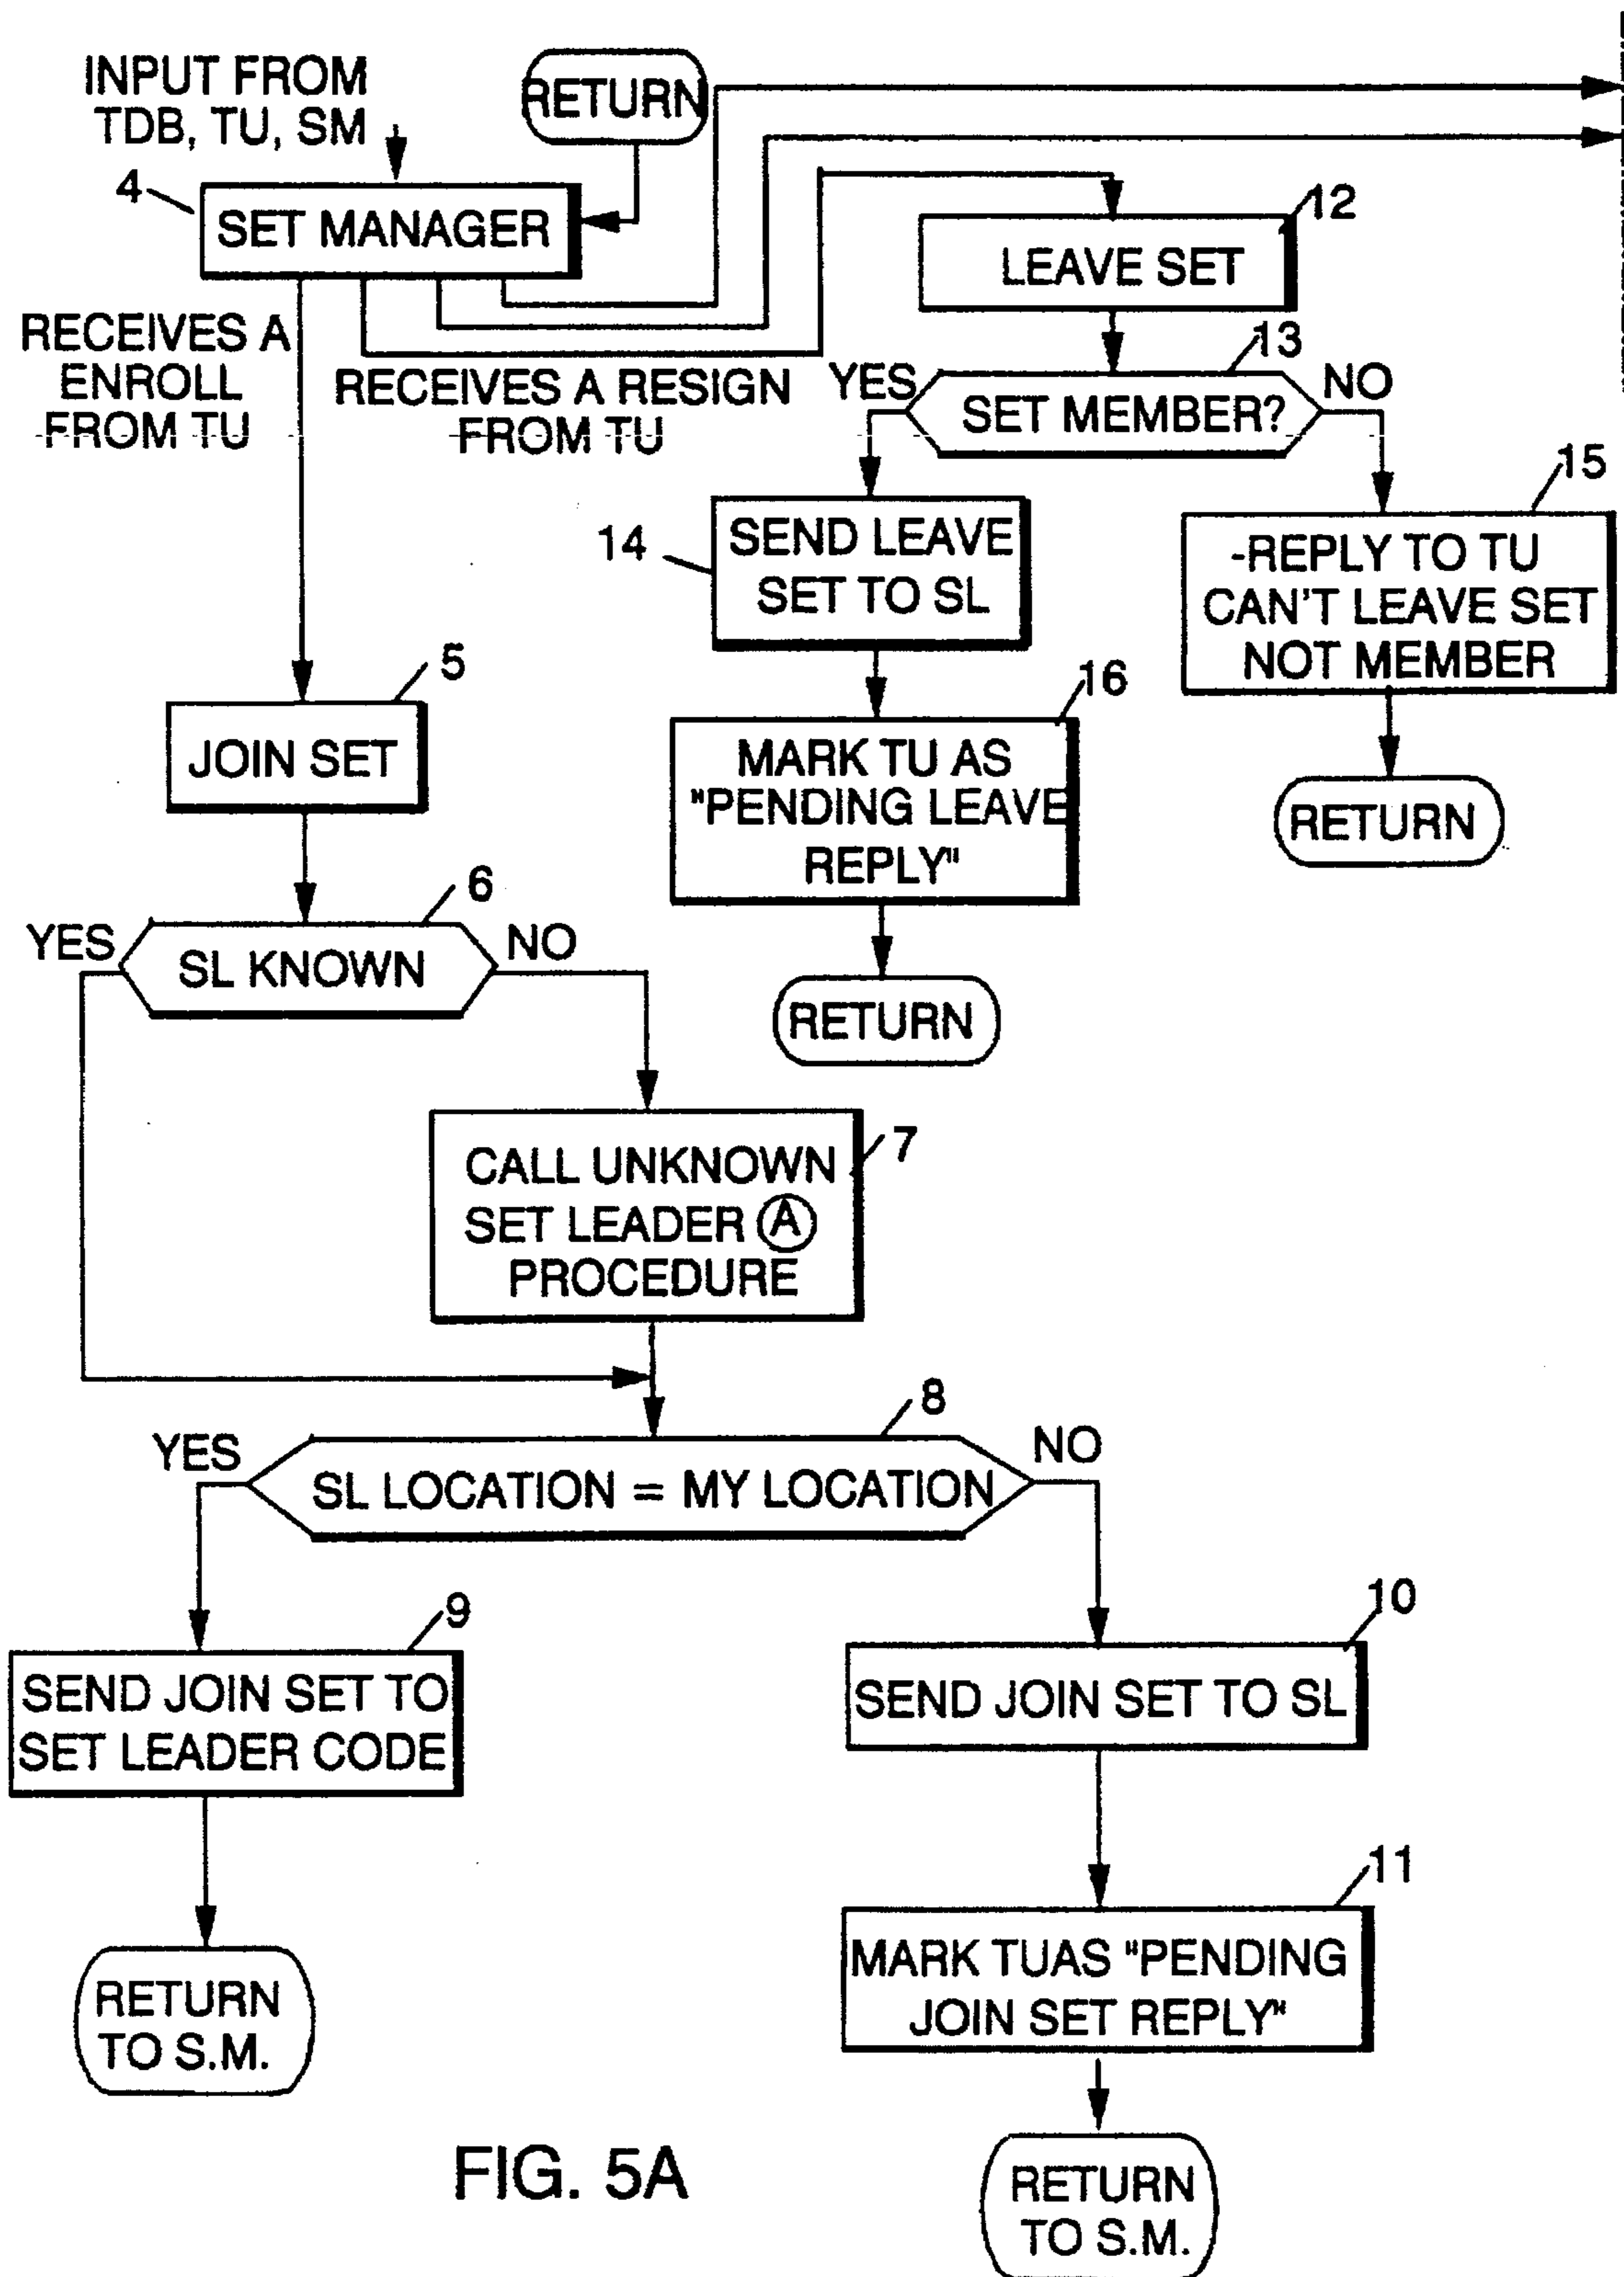 INPUT FROM
TDB, TU, SM
RETURN
4
SET MANAGER
12
LEAVE SET
RECEIVES A
ENROLL
FROM TU
RECEIVES A RESIGN
FROM TU
13
YES
SET MEMBER?
NO
14
SEND LEAVE
SET TO SL
15
-REPLY TO TU
CAN'T LEAVE SET
NOT MEMBER
16
MARK TU AS
"PENDING LEAVE
REPLY"
RETURN
RETURN
5
JOIN SET
6
YES
SL KNOWN
NO
7
CALL UNKNOWN
SET LEADER A
PROCEDURE
8
YES
SL LOCATION = MY LOCATION
NO
9
SEND JOIN SET TO
SET LEADER CODE
10
SEND JOIN SET TO SL
11
MARK TUAS "PENDING
JOIN SET REPLY"
RETURN
TO S.M.
RETURN
TO S.M.
FIG. 5A